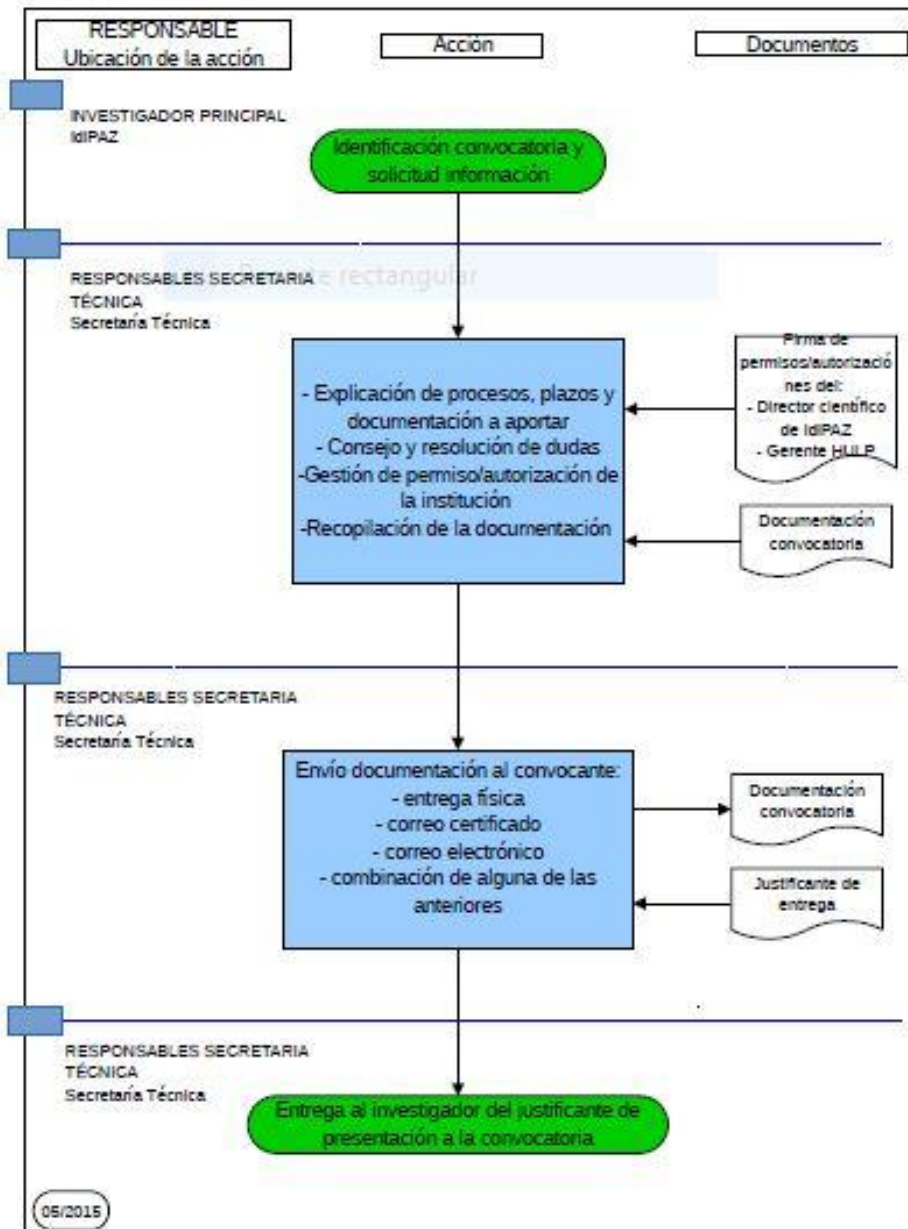 RESPONSABLE
Ubicación de la acción
Acción
Documentos
INVESTIGADOR PRINCIPAL
IdiPAZ
Identificación convocatoria y
solicitud información
rectangular
RESPONSABLES SECRETARIA
TÉCNICA
Secretaría Técnica
- Explicación de procesos, plazos y
documentación a aportar
- Consejo y resolución de dudas
-Gestión de permiso/autorización de
la institución
-Recopilación de la documentación
Firma de
permisos/autorizacio
nes del:
- Director científico
de IdiPAZ
- Gerente HULP
Documentación
convocatoria
RESPONSABLES SECRETARIA
TÉCNICA
Secretaría Técnica
Envío documentación al convocante:
- entrega física
- correo certificado
- correo electrónico
- combinación de alguna de las
anteriores
Documentación
convocatoria
Justificante de
entrega
RESPONSABLES SECRETARIA
TÉCNICA
Secretaría Técnica
Entrega al investigador del justificante de
presentación a la convocatoria
05/2015